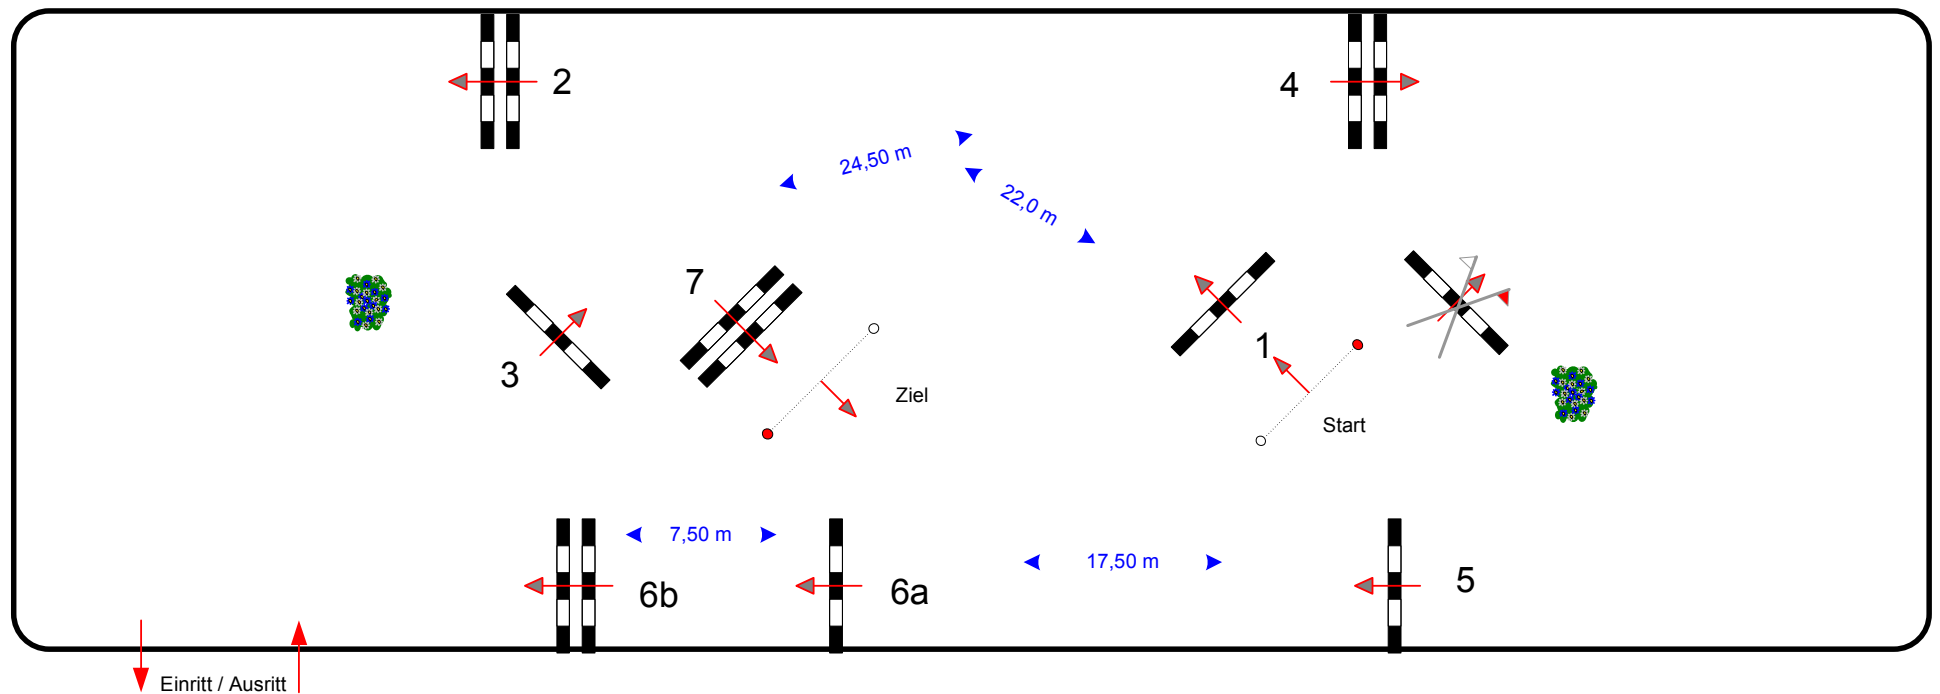 2
4
24,50 m
22,0 m
7
1
3
Ziel
Start
7,50 m
17,50 m
6b
6a
5
Einritt / Ausritt